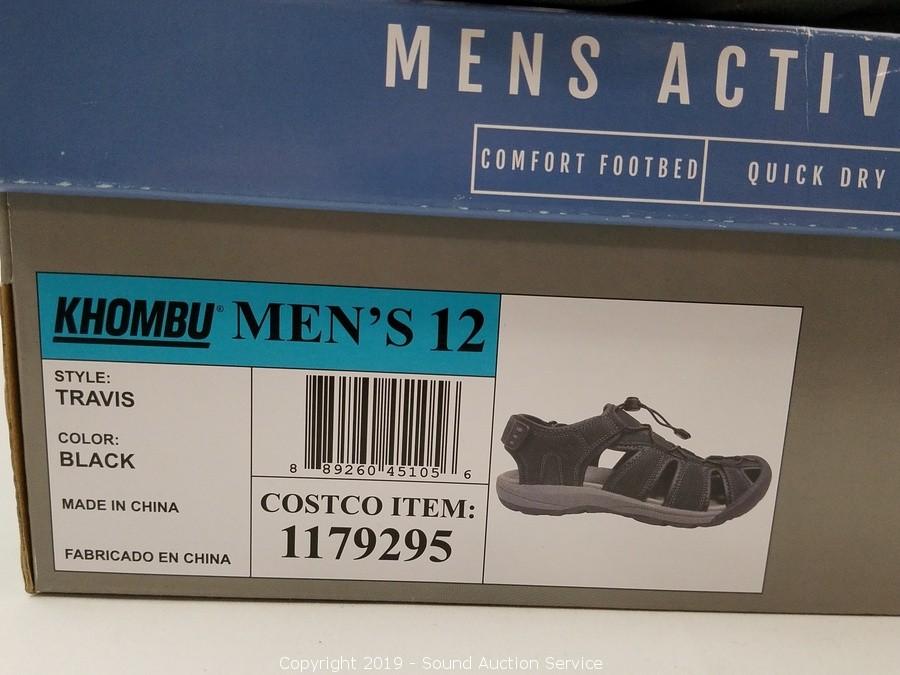 MENS ACTIV
COMFORT FOOTBED QUICK DRY
KHOMBU® MEN'S 12
STYLE:
TRAVIS
COLOR:
BLACK
MADE IN CHINA
FABRICADO EN CHINA
8 89260 45105 6
COSTCO ITEM:
1179295
Copyright 2019 - Sound Auction Service